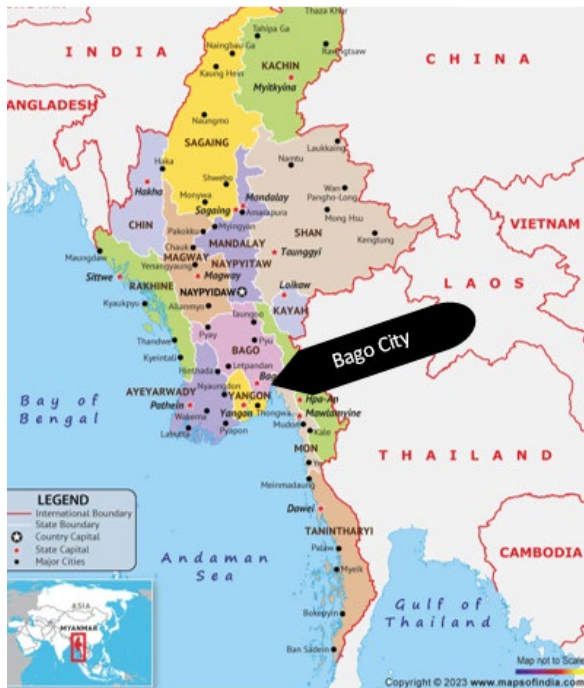 Thaza Khar
Tahipa Ga
Naingbau Ga
Rawngtsaw
INDIA
KACHIN
CHINA
Kaung Hein
Myitkyina
BANGLADESH
Naungmo
SAGAING
Laukkaing
Haka
Namtu
Shwebo
Wan
Pangho-Long
Hakha
Monywa
Mandalay
Sagaing
Amarapura
Mong Hsu
VIETNAM
CHIN
Myingyan
SHAN
Pakokku
MANDALAY
Kengtung
Chauk
Taunggyi
Maungdaw
MAGWAY
NAYPYITAW
Yenangyaung
Magway
Loikaw
LAOS
Sittwe
RAKHINE
NAYPYIDAW
KAYAH
Kyaukpyu
Allanmyo
Taungoo
Pyay
Thandwe
BAGO
Pyu
Bago City
Kyeintali
Letpandan
Hinthada
Bay of
Bengal
Nyaungdon
AYEYARWADY
YANGON
Hpa-An
Pathein
Yangon
Thongwa
Mawlamyine
Wakema
Mudon
Labutta
Pyapon
Kale
THAILAND
MON
Ye
Meinmadaung
LEGEND
International Boundary
State Boundary
Country Capital
State Capital
Major Cities
Dawei
TANINTHARYI
Andaman
Sea
Palaw
CAMBODIA
Myeik
ASIA
MYANMAR
Gulf of
Thailand
Bokepyin
Ban Sadein
Map not to Scale
Copyright © 2023 www.mapsofindia.com